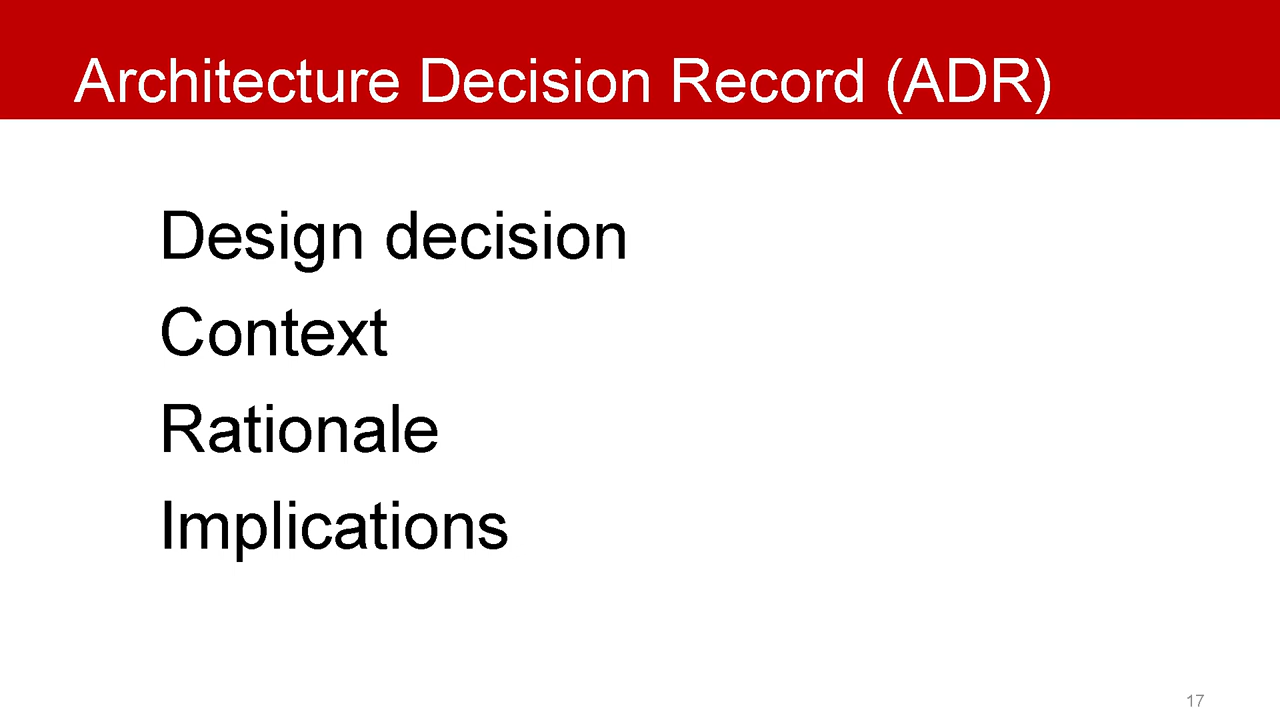 Architecture Decision Record (ADR)
Design decision
Context
Rationale
Implications
17